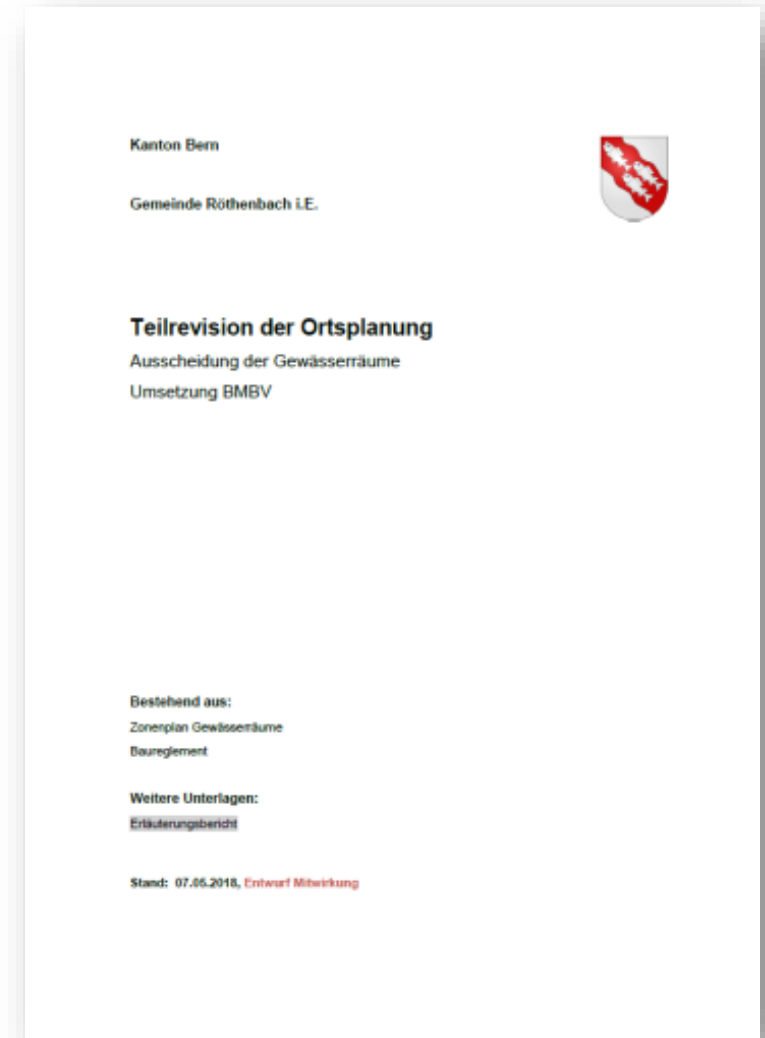 Kanton Bern
Gemeinde Röthenbach i.E.
Teilrevision der Ortsplanung
Ausscheidung der Gewässerräume
Umsetzung BMBV
Bestehend aus:
Zonenplan Gewässerräume
Baureglement
Weitere Unterlagen:
Erläuterungsbericht
Stand: 07.05.2018, Entwurf Mitwirkung